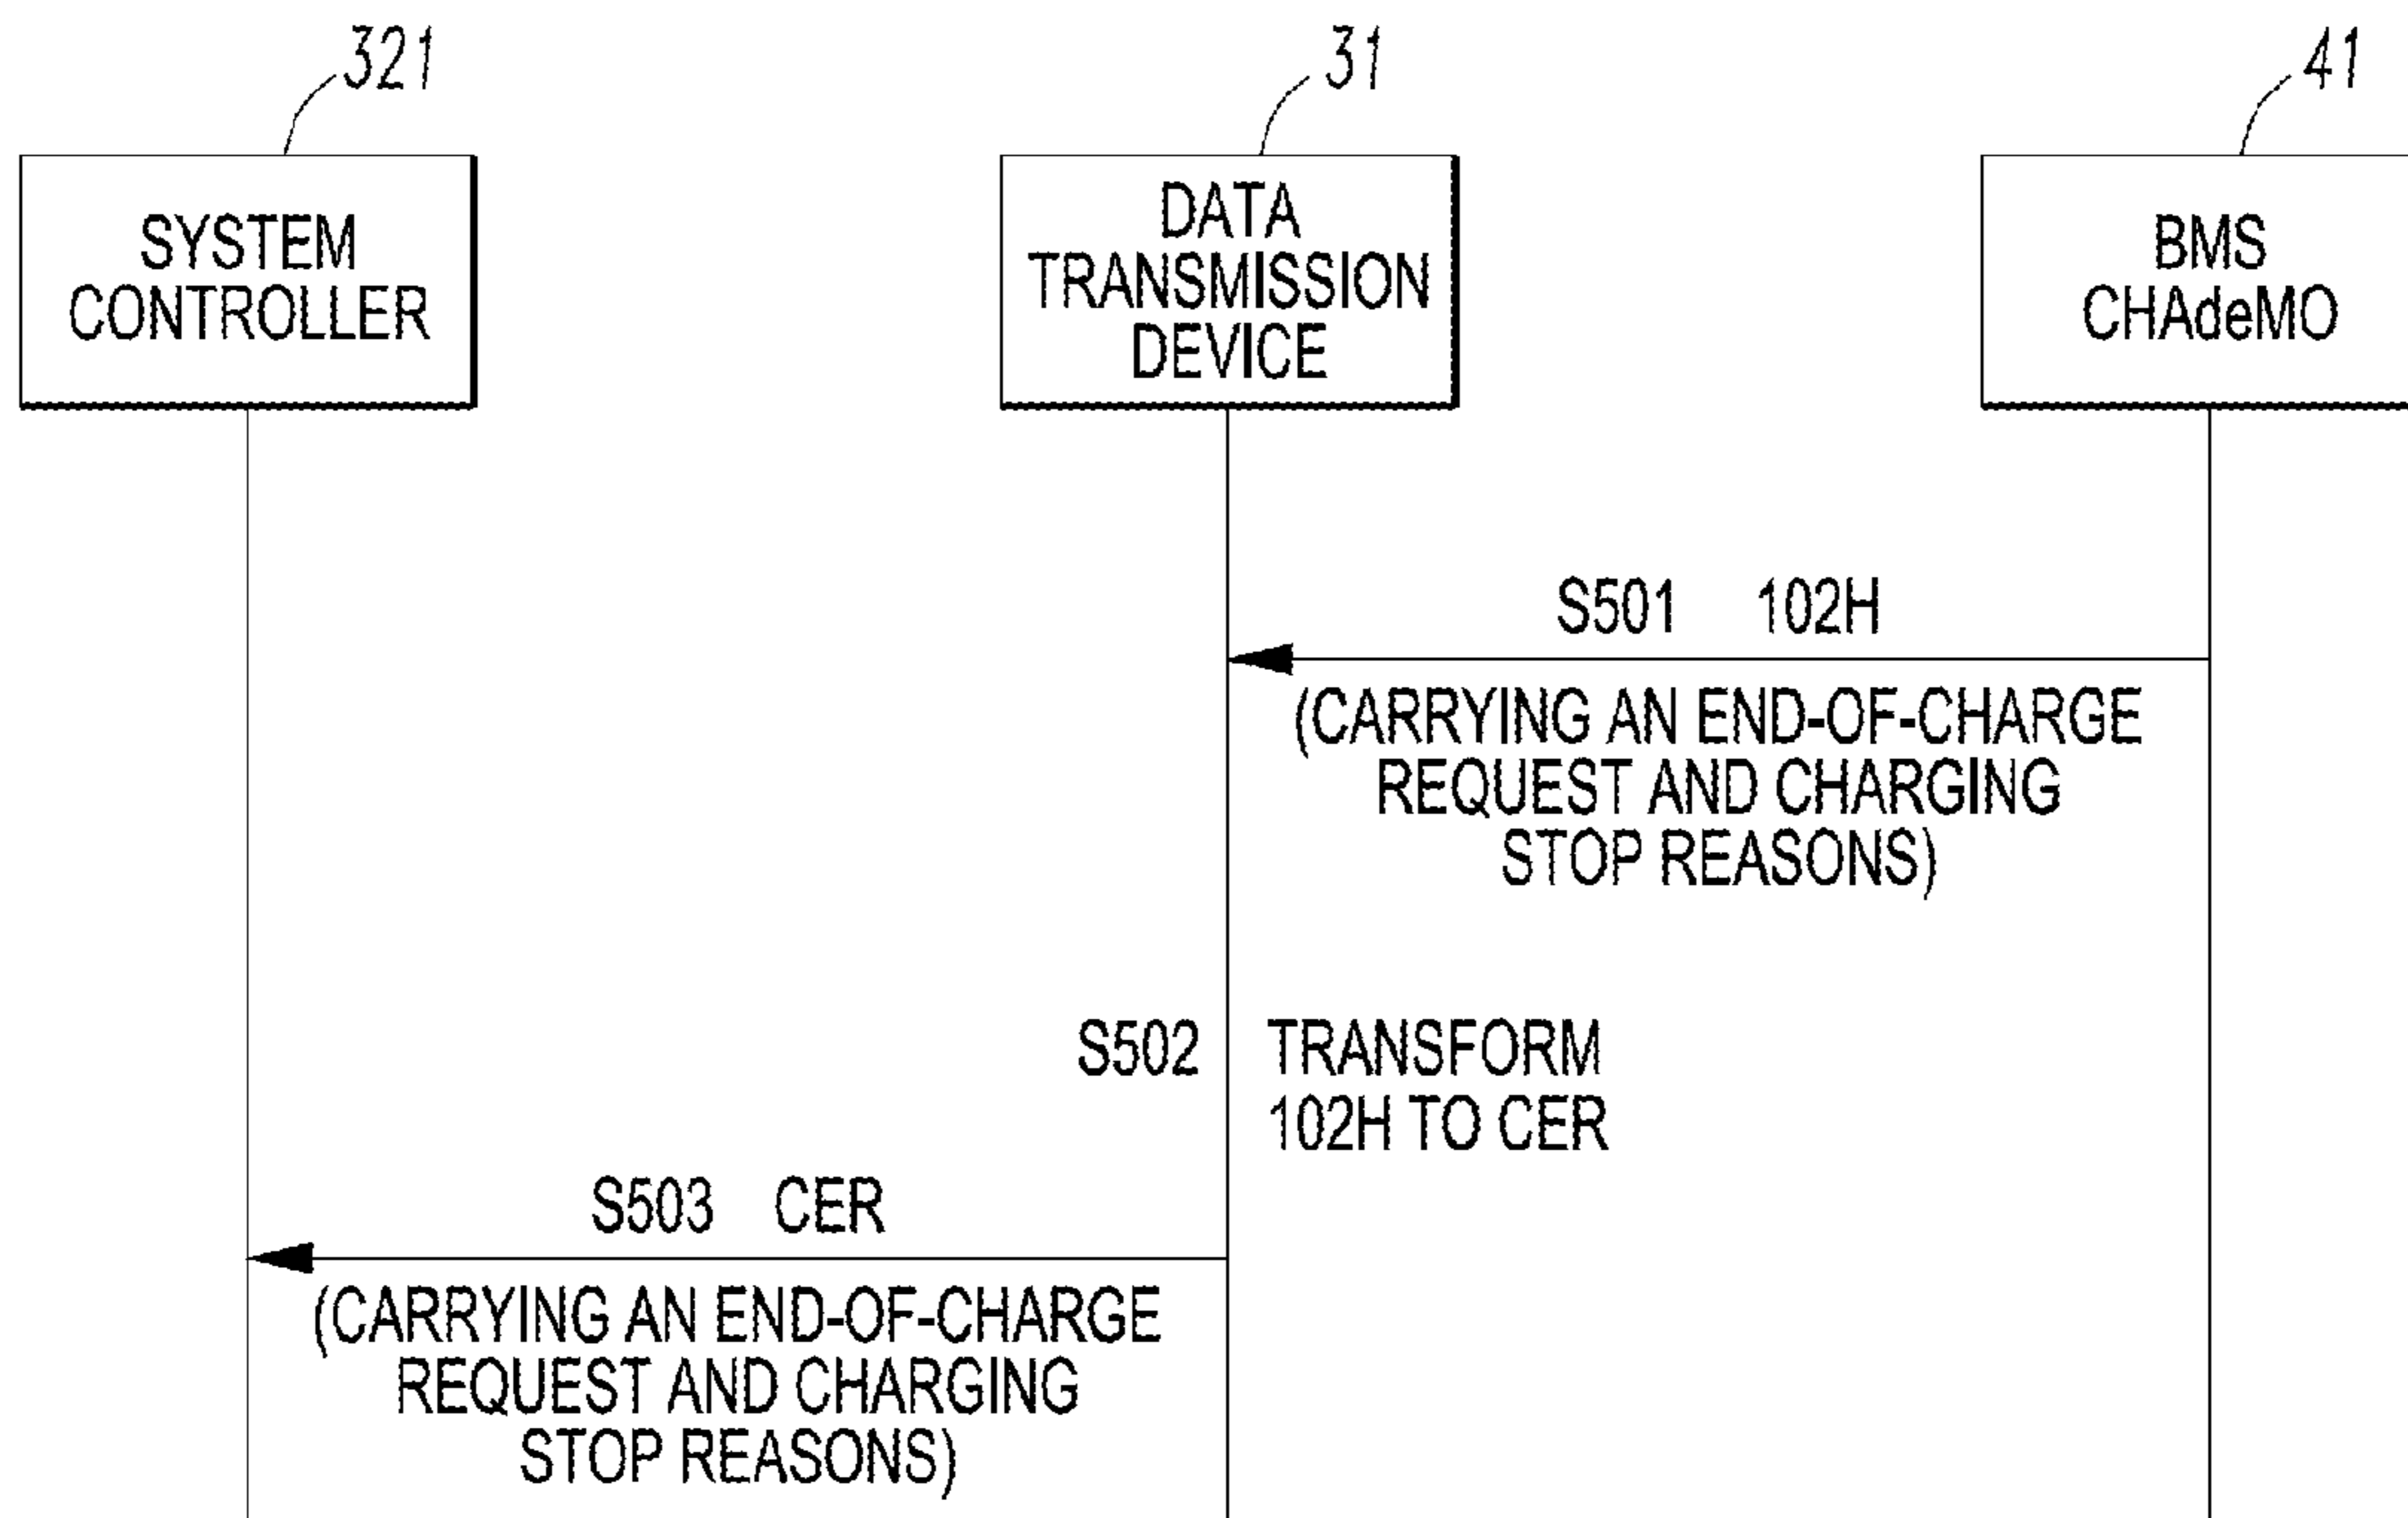 321
31
41
SYSTEM
CONTROLLER
DATA
TRANSMISSION
DEVICE
BMS
CHAdeMO
S501 102H
(CARRYING AN END-OF-CHARGE
REQUEST AND CHARGING
STOP REASONS)
S502 TRANSFORM
102H TO CER
S503 CER
(CARRYING AN END-OF-CHARGE
REQUEST AND CHARGING
STOP REASONS)